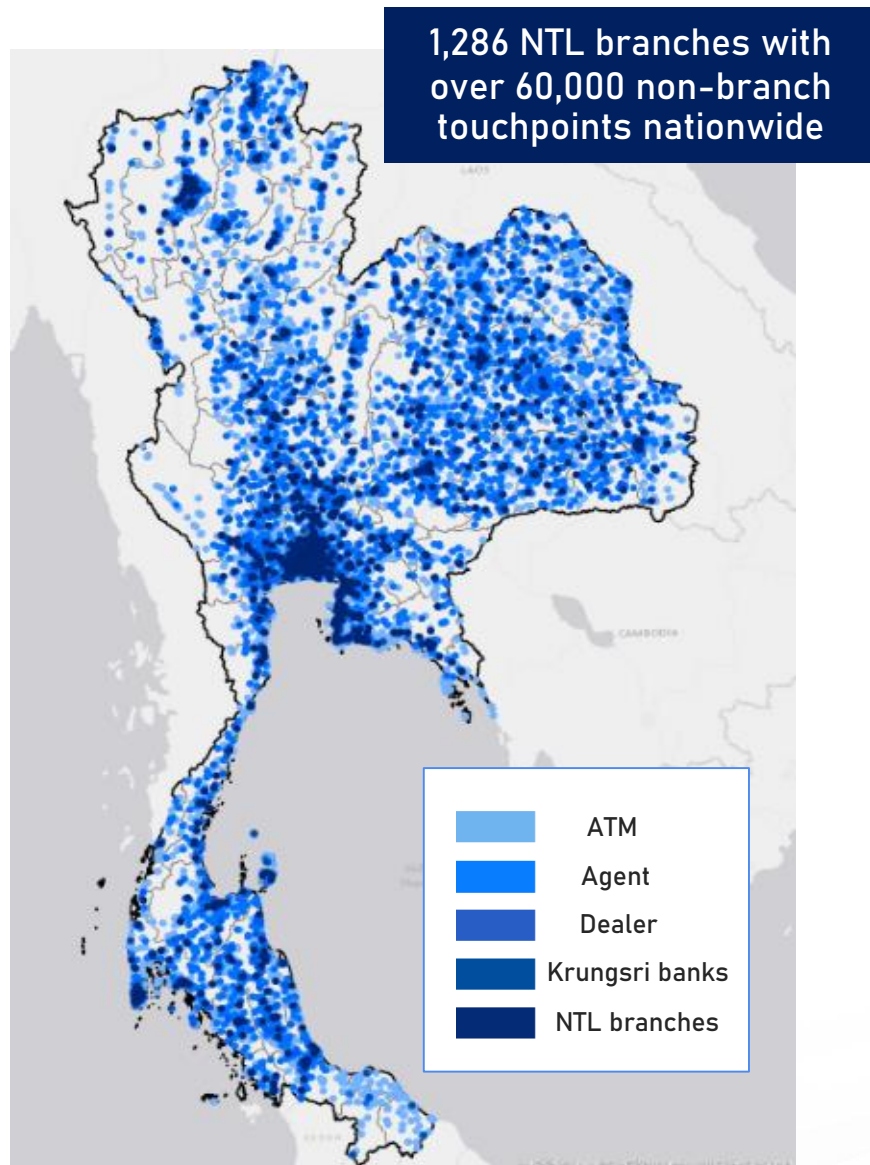 1,286 NTL branches with
over 60,000 non-branch
touchpoints nationwide
LAOS
CAMBODIA
ATM
Agent
Dealer
Krungsri banks
NTL branches